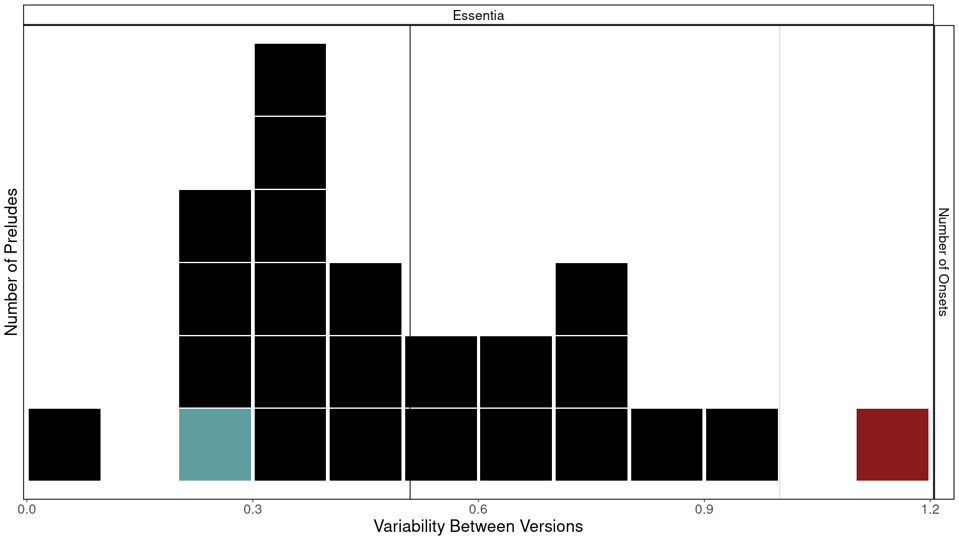 Essentia
Number of Preludes
Number of Onsets
0.0 0.3 0.6 0.9 1.2
Variability Between Versions